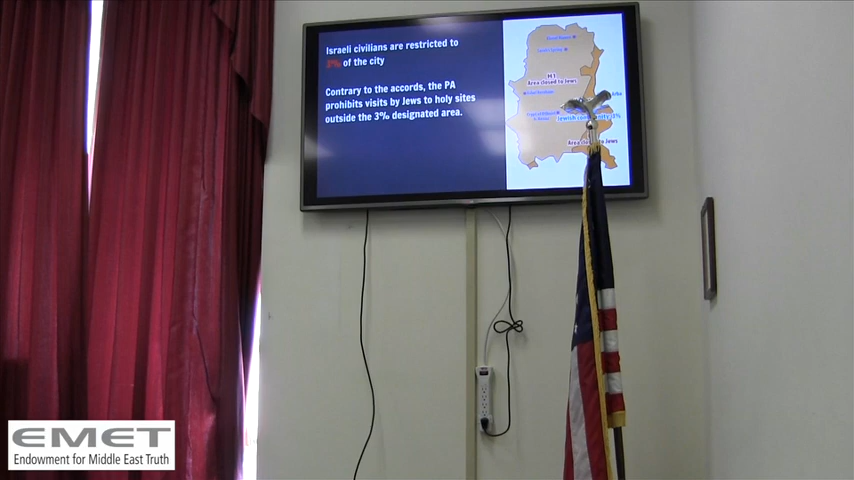 Israeli civilians are restricted to
3% of the city
Contrary to the accords, the PA
prohibits visits by Jews to holy sites
outside the 3% designated area.
H1
Area closed to Jews
Jewish community (3%
Area to Jews
EMET
Endowment for Middle East Truth